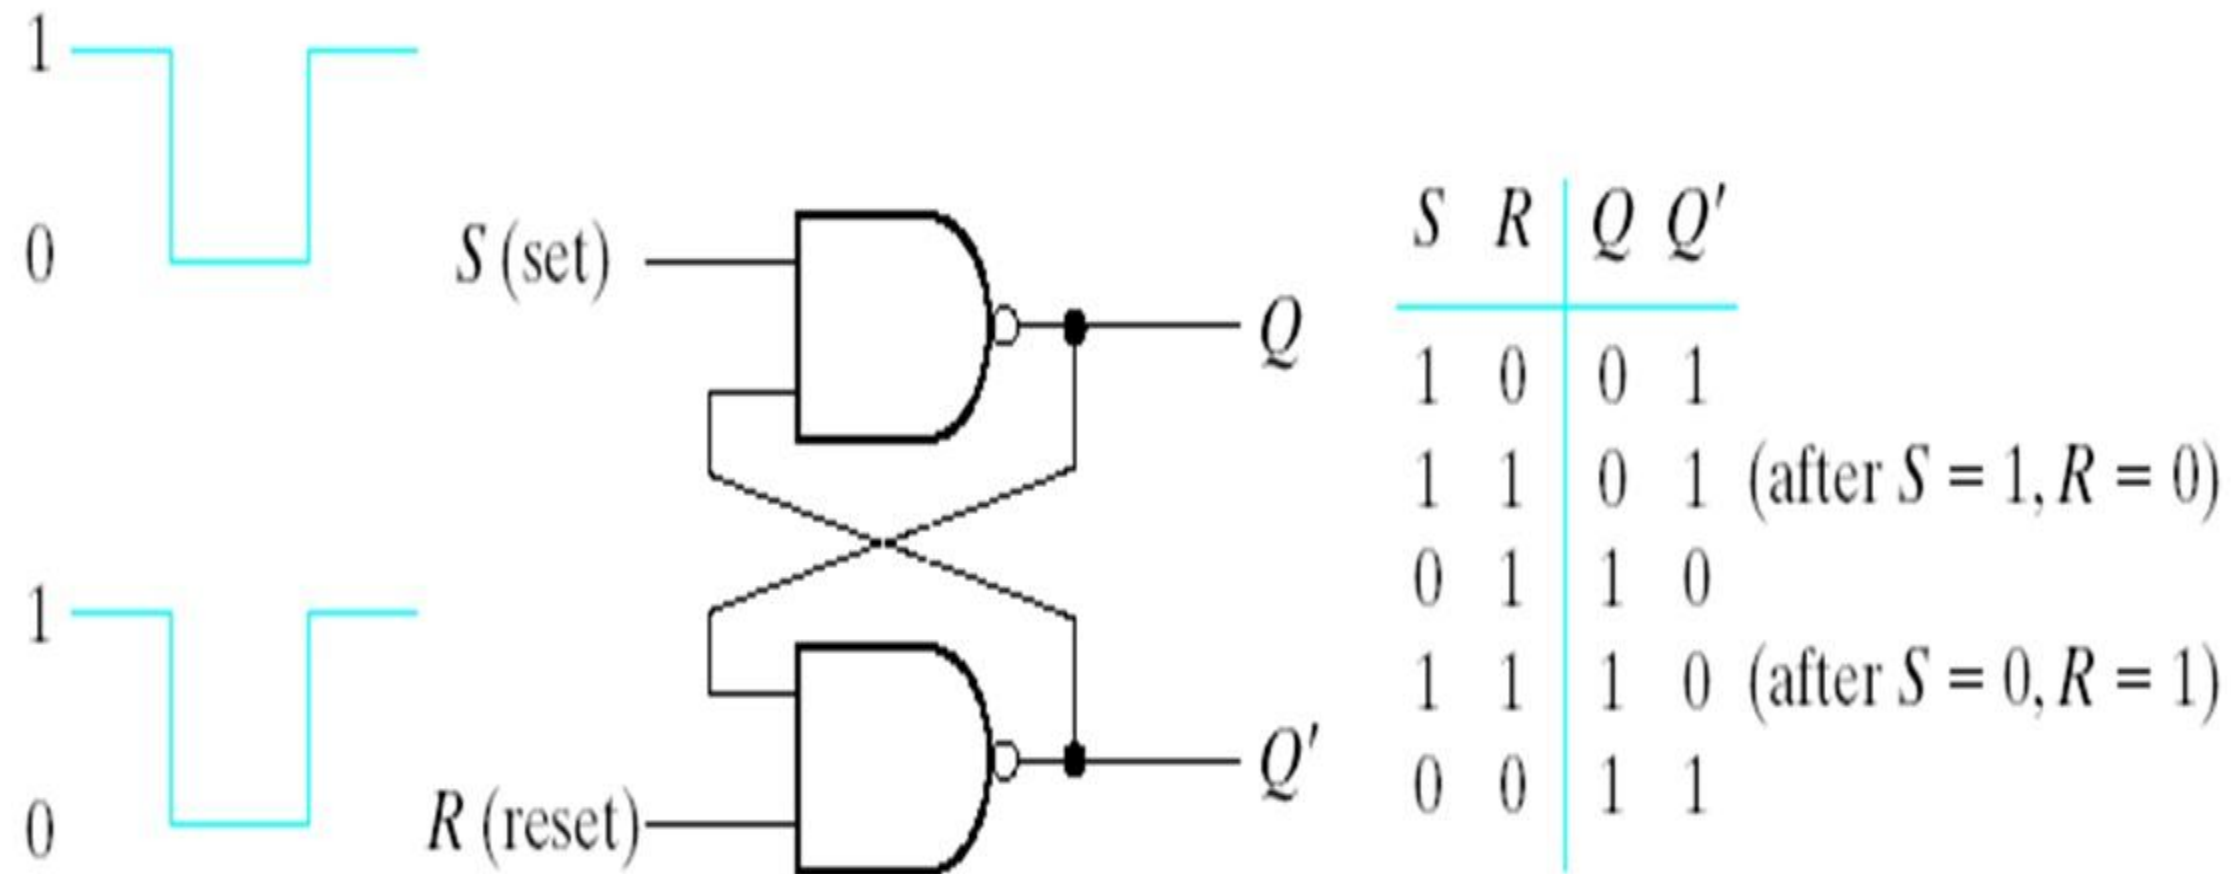 1
0
S (set)
Q
1
0
R (reset)
Q'
S R Q Q'
1 0 0 1
1 1 0 1 (after S = 1, R = 0)
0 1 1 0
1 1 1 0 (after S = 0, R = 1)
0 0 1 1